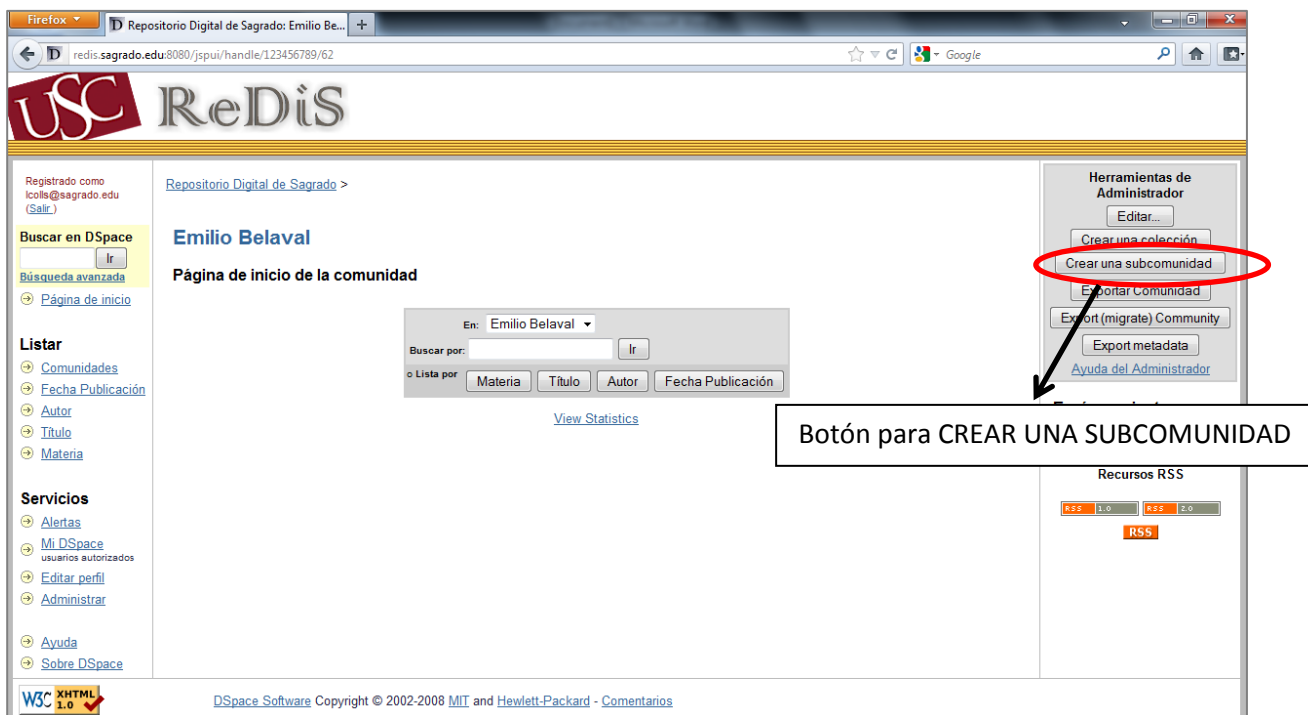 Firefox
Repositorio Digital de Sagrado: Emilio Be...
redis.sagrado.edu:8080/jspui/handle/123456789/62
Google
USC ReDiS
Registrado como
lcolls@sagrado.edu
(Salir )
Buscar en DSpace
Ir
Búsqueda avanzada
Página de inicio
Listar
Comunidades
Fecha Publicación
Autor
Título
Materia
Servicios
Alertas
Mi DSpace
usuarios autorizados
Editar perfil
Administrar
Ayuda
Sobre DSpace
W3C XHTML 1.0
Repositorio Digital de Sagrado >
Emilio Belaval
Página de inicio de la comunidad
En: Emilio Belaval
Buscar por: Ir
o Lista por Materia Título Autor Fecha Publicación
View Statistics
Herramientas de
Administrador
Editar...
Crear una colección
Crear una subcomunidad
Exportar Comunidad
Export (migrate) Community
Export metadata
Ayuda del Administrador
Botón para CREAR UNA SUBCOMUNIDAD
Recursos RSS
RSS 1.0 RSS 2.0
RSS
DSpace Software Copyright © 2002-2008 MIT and Hewlett-Packard - Comentarios